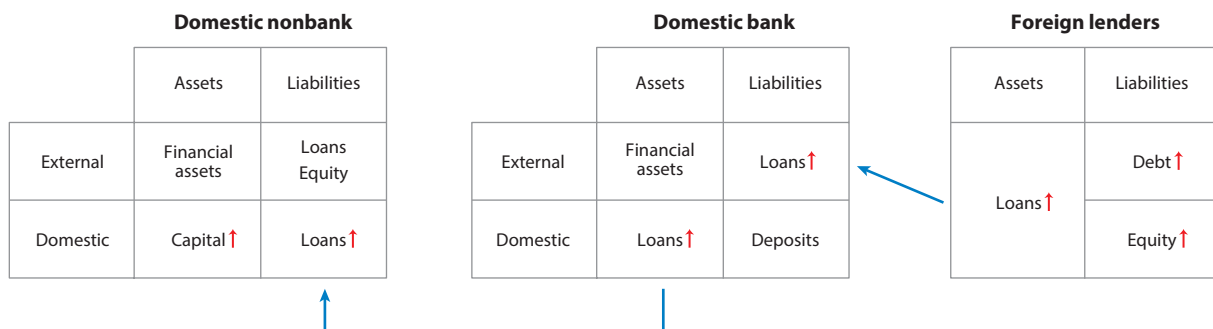 Domestic nonbank
Assets
Liabilities
External
Financial
assets
Loans
Equity
Domestic
Capital↑
Loans↑
Domestic bank
Assets
Liabilities
External
Financial
assets
Loans↑
Domestic
Loans↑
Deposits
Foreign lenders
Assets
Liabilities
Loans↑
Debt↑
Equity↑